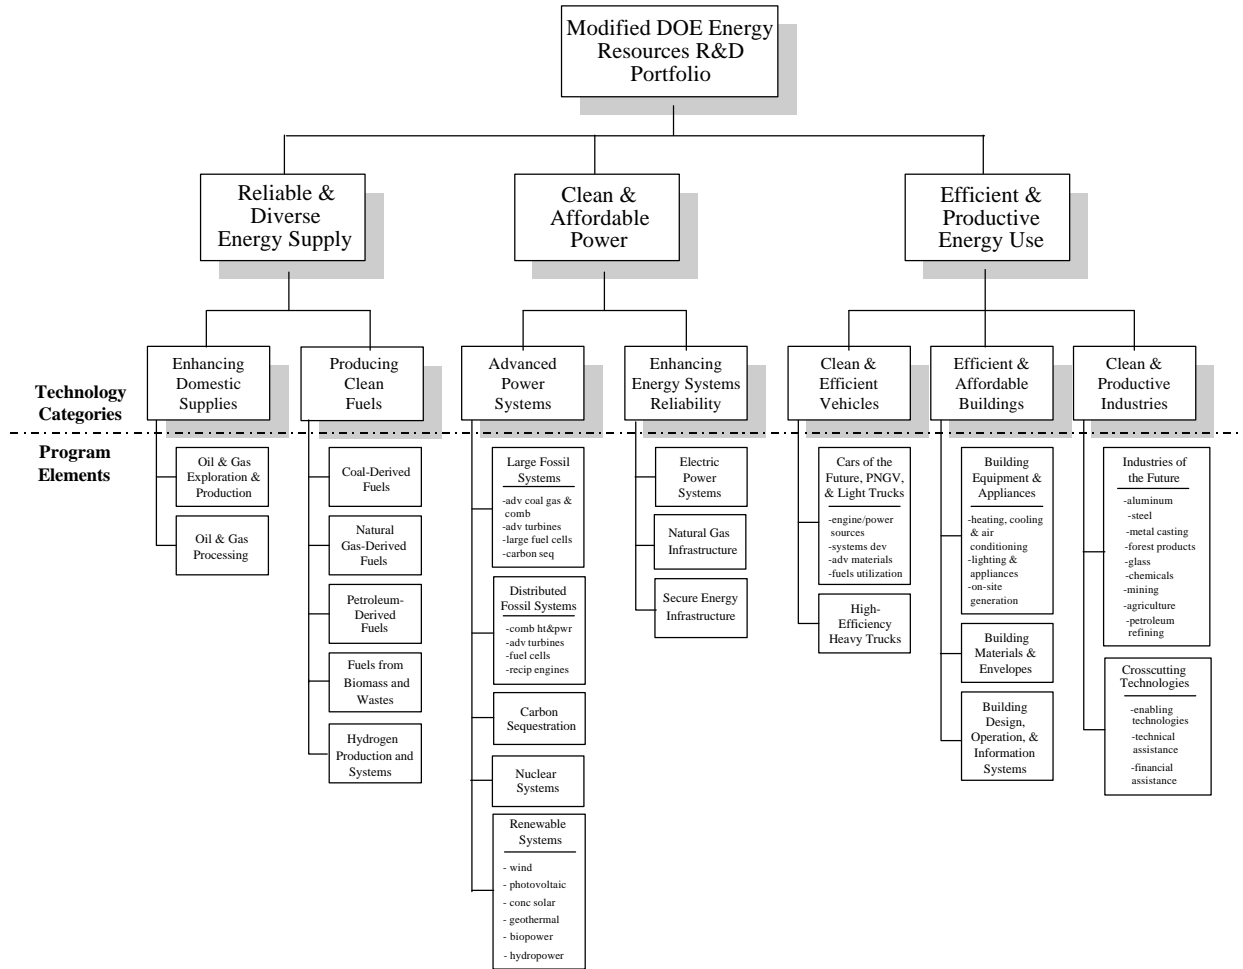 Modified DOE Energy
Resources R&D
Portfolio
Reliable &
Diverse
Energy Supply
Clean &
Affordable
Power
Efficient &
Productive
Energy Use
Technology
Categories
Enhancing
Domestic
Supplies
Producing
Clean
Fuels
Advanced
Power
Systems
Enhancing
Energy Systems
Reliability
Clean &
Efficient
Vehicles
Efficient &
Affordable
Buildings
Clean &
Productive
Industries
Program
Elements
Oil & Gas
Exploration &
Production
Oil & Gas
Processing
Coal-Derived
Fuels
Natural
Gas-Derived
Fuels
Petroleum-
Derived
Fuels
Fuels from
Biomass and
Wastes
Hydrogen
Production and
Systems
Large Fossil
Systems
-adv coal gas &
comb
-adv turbines
-large fuel cells
-carbon seq
Distributed
Fossil Systems
-comb ht&pwr
-adv turbines
-fuel cells
-recip engines
Carbon
Sequestration
Nuclear
Systems
Renewable
Systems
- wind
- photovoltaic
- conc solar
- geothermal
- biopower
- hydropower
Electric
Power
Systems
Natural Gas
Infrastructure
Secure Energy
Infrastructure
Cars of the
Future, PNGV,
& Light Trucks
-engine/power
sources
-systems dev
-adv materials
-fuels utilization
High-
Efficiency
Heavy Trucks
Building
Equipment &
Appliances
-heating, cooling
& air
conditioning
-lighting &
appliances
-on-site
generation
Building
Materials &
Envelopes
Building
Design,
Operation, &
Information
Systems
Industries of
the Future
-aluminum
-steel
-metal casting
-forest products
-glass
-chemicals
-mining
-agriculture
-petroleum
refining
Crosscutting
Technologies
-enabling
technologies
-technical
assistance
-financial
assistance